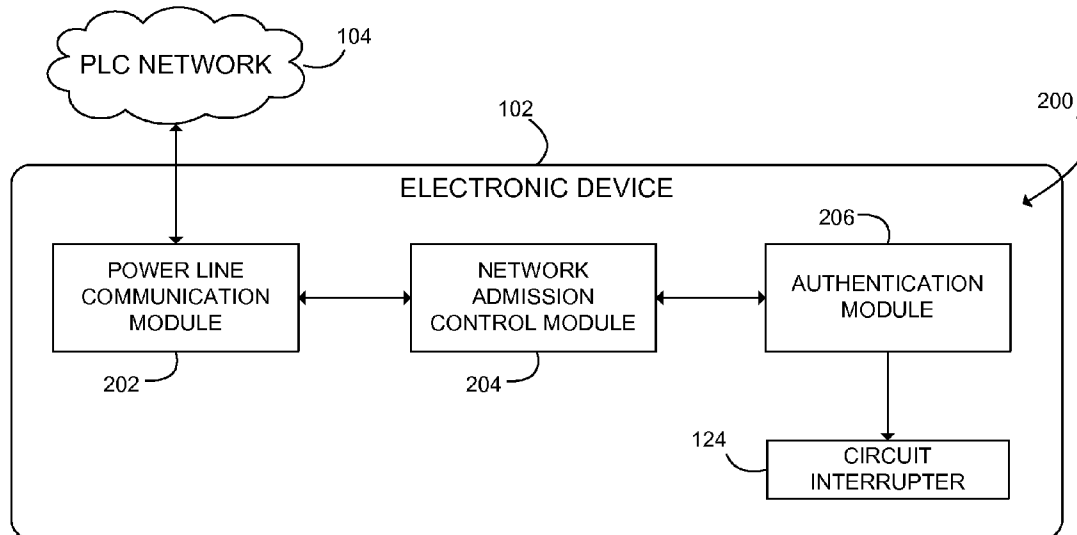 PLC NETWORK
104
102
200
ELECTRONIC DEVICE
206
POWER LINE
COMMUNICATION
MODULE
NETWORK
ADMISSION
CONTROL MODULE
AUTHENTICATION
MODULE
202
204
124
CIRCUIT
INTERRUPTER